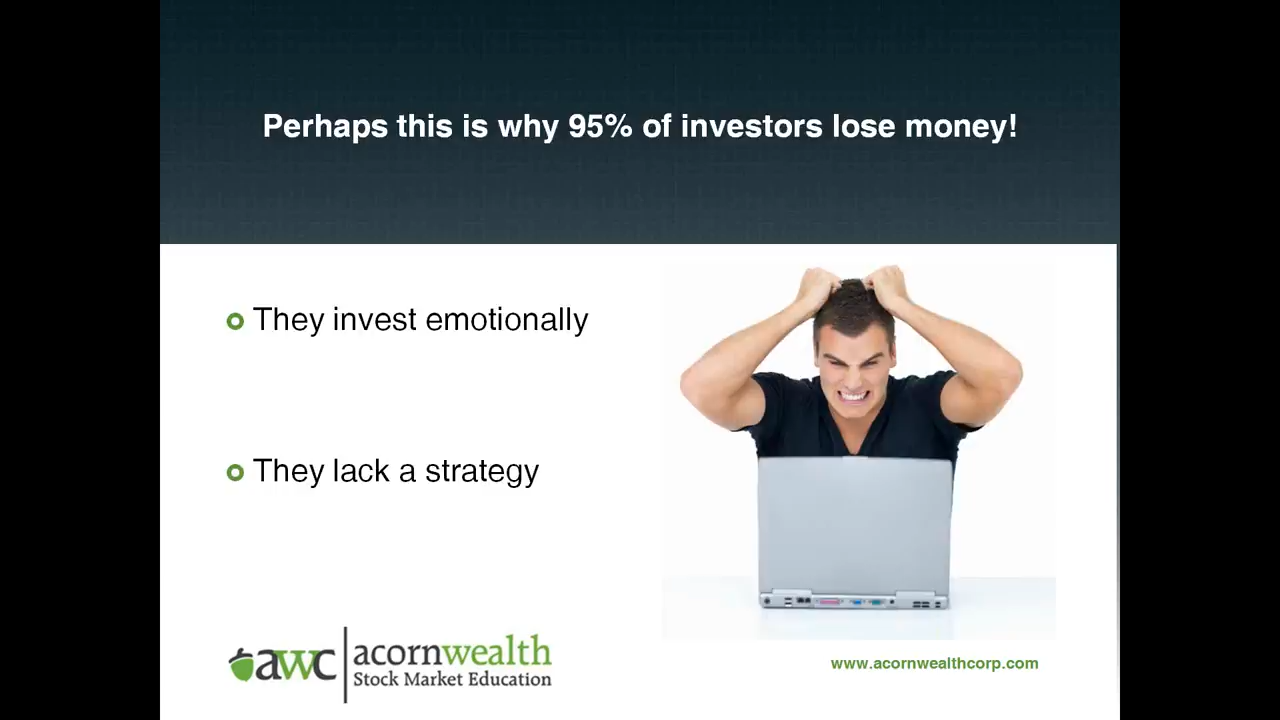 Perhaps this is why 95% of investors lose money!
They invest emotionally
They lack a strategy
awc
acornwealth
Stock Market Education
www.acornwealthcorp.com